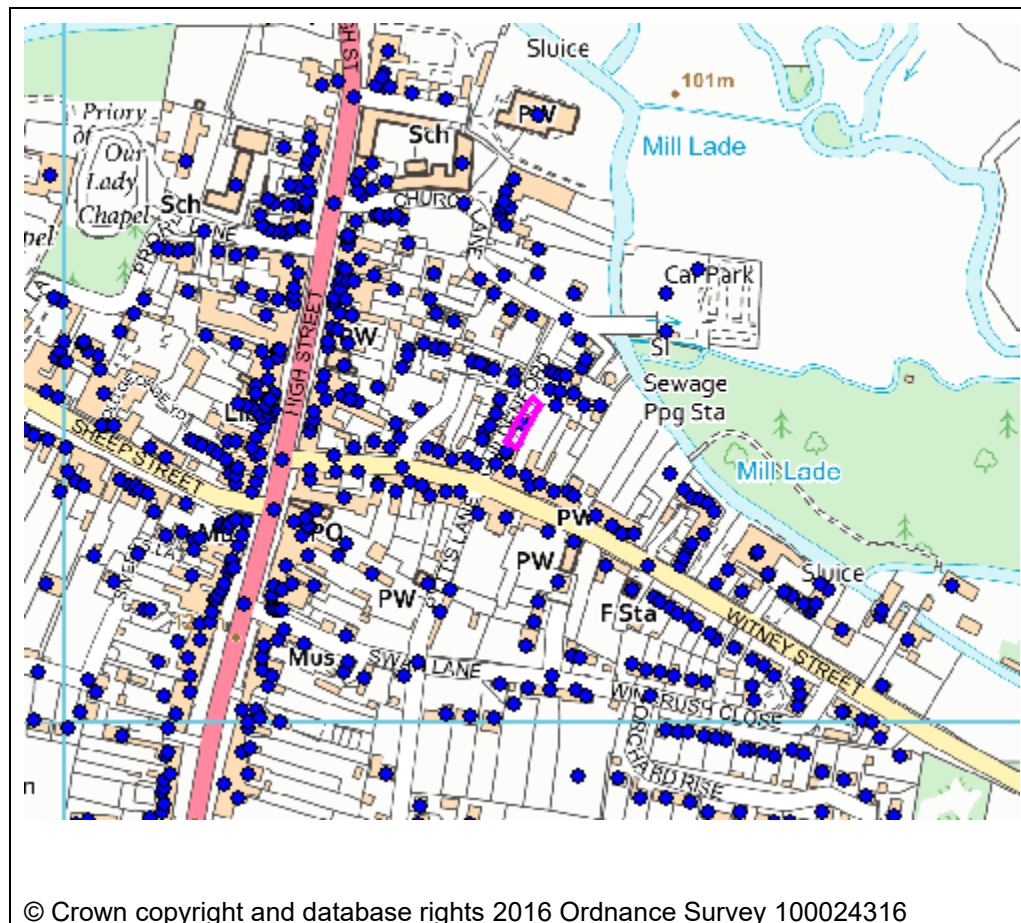 Sluice
101m
Priory
of
Our
Lady
Chapel
PW
Sch
Mill Lade
Sch
CHURCH LANE
LANE
Car Park
HIGH STREET
PW
Sewage
Ppg Sta
SHEEP STREET
Mill Lade
PO
PW
PW
PW
Sluice
F Sta
WITNEY STREET
Mus
SWAN LANE
WINDRUSH CLOSE
ORCHARD RISE
© Crown copyright and database rights 2016 Ordnance Survey 100024316